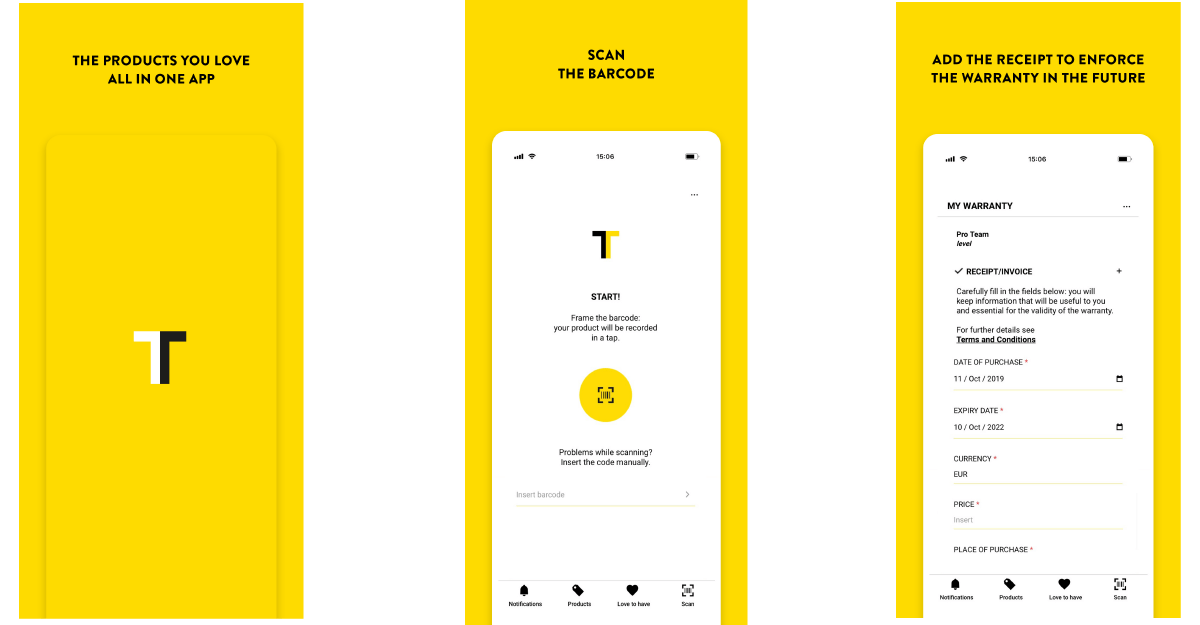 THE PRODUCTS YOU LOVE
ALL IN ONE APP
T
SCAN
THE BARCODE
15:06
...
T
START!
Frame the barcode:
your product will be recorded
in a tap.
Problems while scanning?
Insert the code manually.
Insert barcode
Notifications
Products
Love to have
Scan
ADD THE RECEIPT TO ENFORCE
THE WARRANTY IN THE FUTURE
15:06
MY WARRANTY
...
Pro Team
level
RECEIPT/INVOICE
+
Carefully fill in the fields below: you will
keep information that will be useful to you
and essential for the validity of the warranty.
For further details see
Terms and Conditions
DATE OF PURCHASE *
11 / Oct / 2019
EXPIRY DATE *
10 / Oct / 2022
CURRENCY *
EUR
PRICE *
Insert
PLACE OF PURCHASE *
Notifications
Products
Love to have
Scan